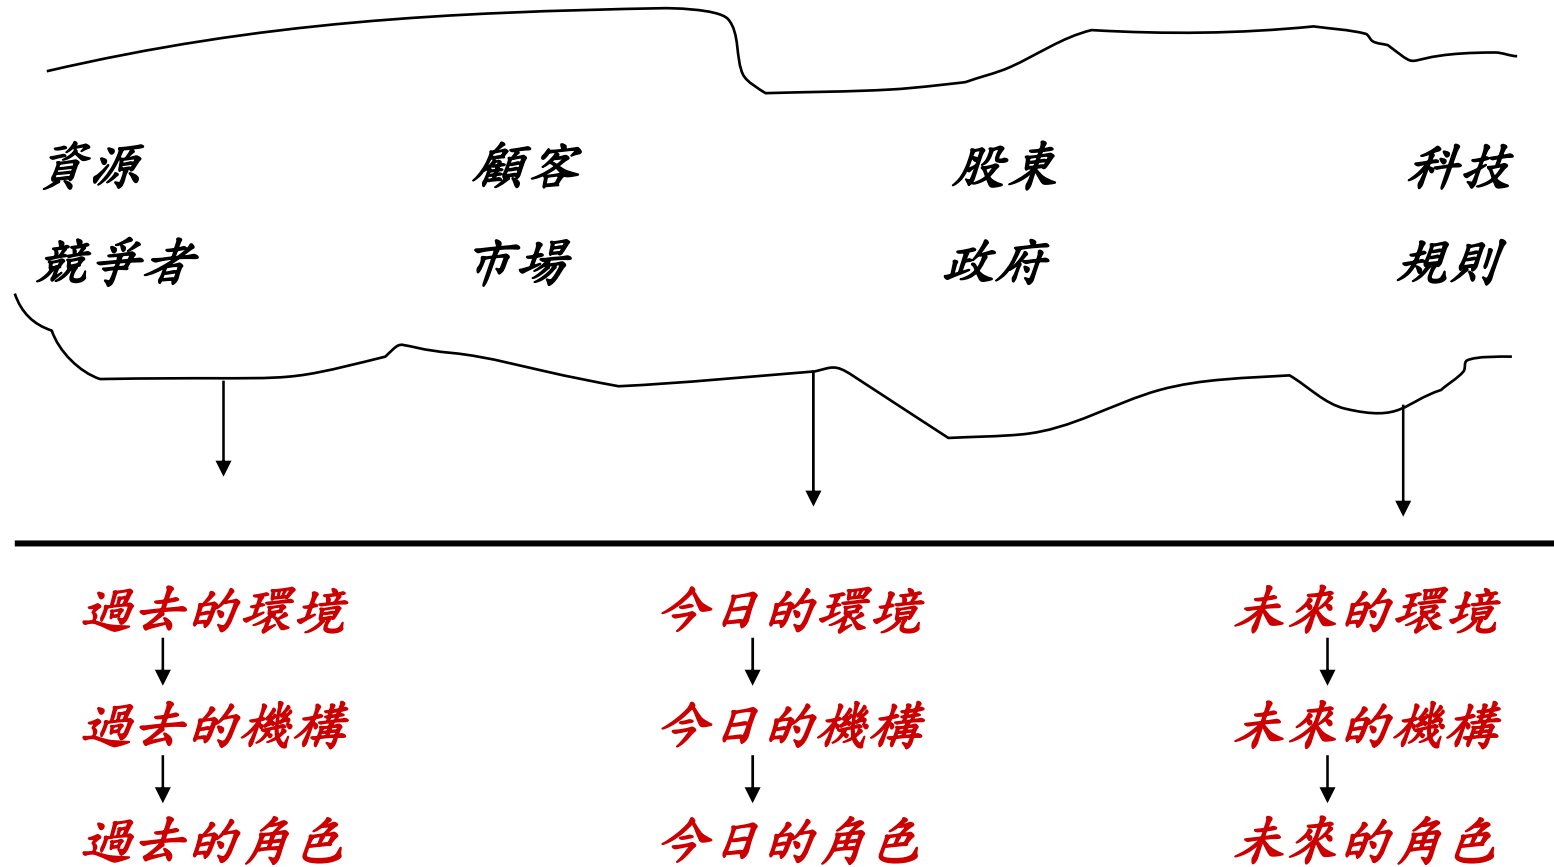 資源 顧客 股東 科技
競爭者 市場 政府 規則
過去的環境 今日的環境 未來的環境
過去的機構 今日的機構 未來的機構
過去的角色 今日的角色 未來的角色